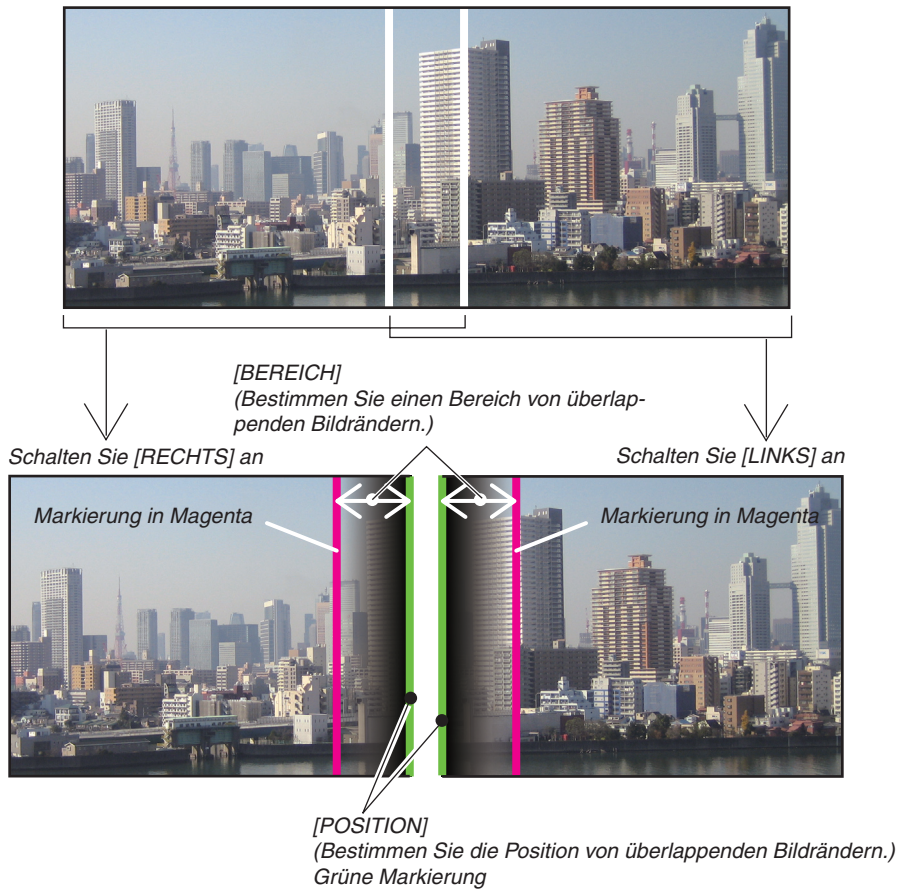 [BEREICH]
(Bestimmen Sie einen Bereich von überlap-
penden Bildrändern.)
Schalten Sie [RECHTS] an
Schalten Sie [LINKS] an
Markierung in Magenta
Markierung in Magenta
[POSITION]
(Bestimmen Sie die Position von überlappenden Bildrändern.)
Grüne Markierung